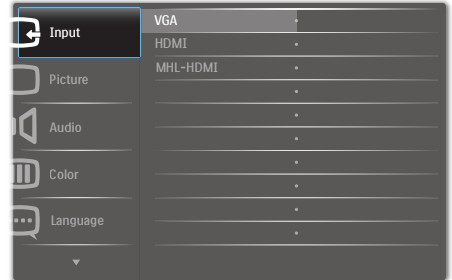 Input
VGA
HDMI
MHL-HDMI
Picture
Audio
Color
Language